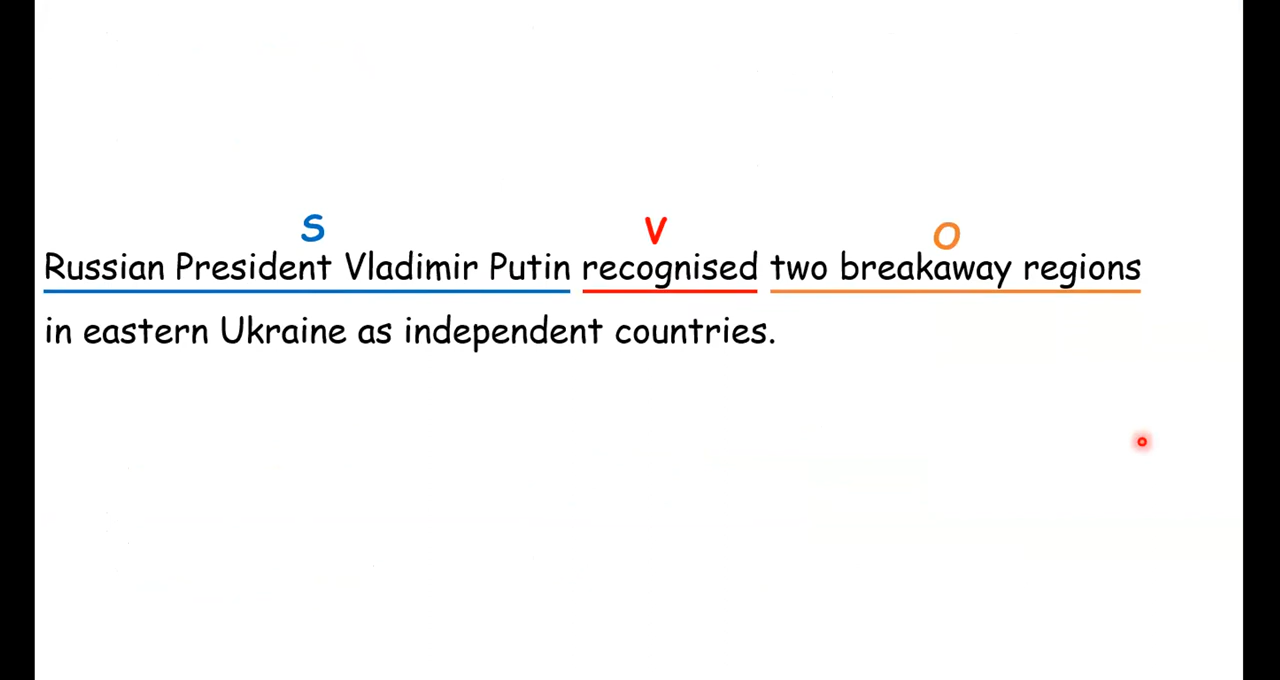 S V O
Russian President Vladimir Putin recognised two breakaway regions
in eastern Ukraine as independent countries.